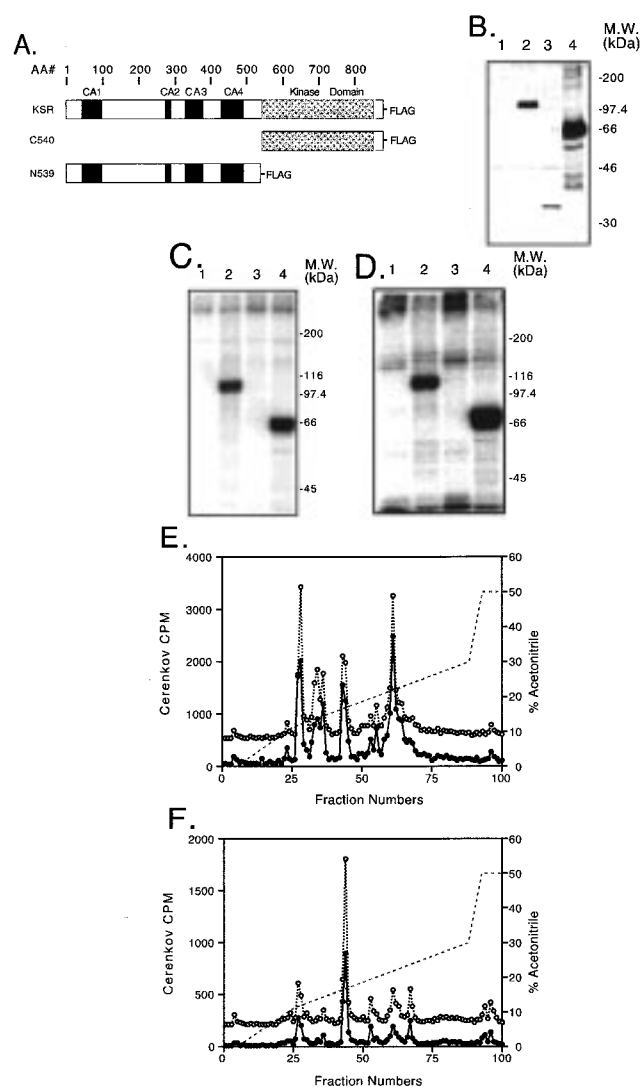 A.
AA# 1 100 200 300 400 500 600 700 800
CA1 CA2 CA3 CA4 Kinase Domain
KSR FLAG
C540 FLAG
N539 FLAG
B.
1 2 3 4 M.W. (kDa)
-200
-97.4
-66
-46
-30
C.
1 2 3 4 M.W. (kDa)
-200
-116
-97.4
-66
-45
D.
1 2 3 4 M.W. (kDa)
-200
-116
-97.4
-66
-45
E.
4000
3000
2000
1000
0
Cerenkov CPM
60
50
40
30
20
10
0
% Acetonitrile
0 25 50 75 100
Fraction Numbers
F.
2000
1500
1000
500
0
Cerenkov CPM
60
50
40
30
20
10
0
% Acetonitrile
0 25 50 75 100
Fraction Numbers